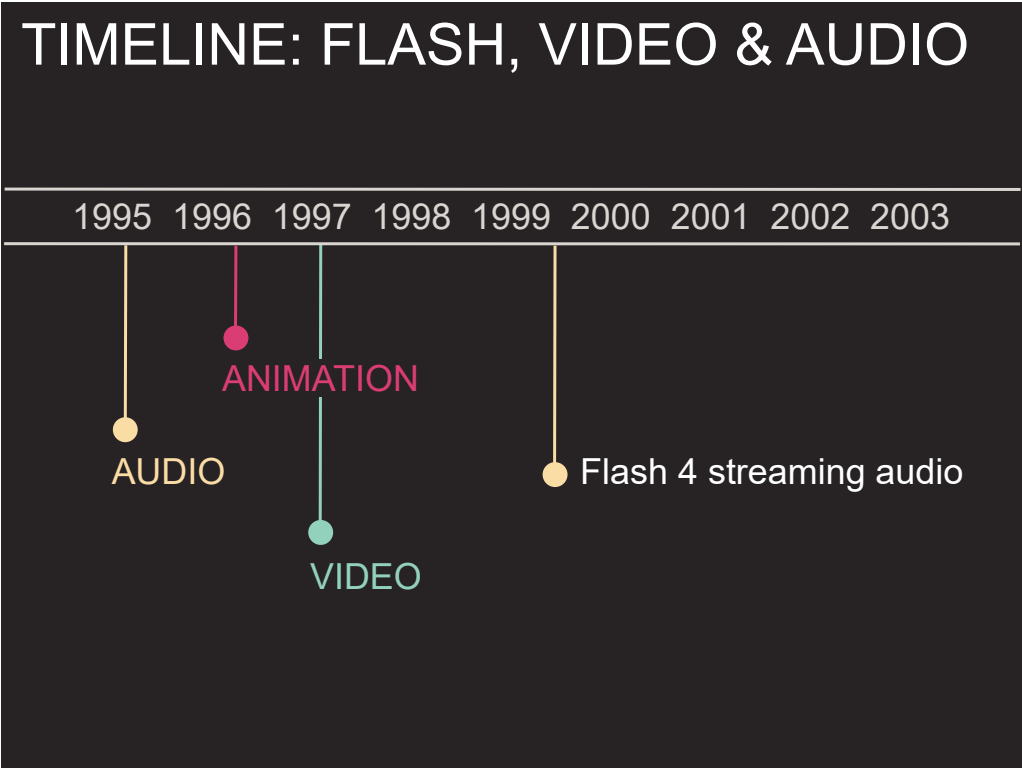 TIMELINE: FLASH, VIDEO & AUDIO
1995 1996 1997 1998 1999 2000 2001 2002 2003
ANIMATION
AUDIO
Flash 4 streaming audio
VIDEO